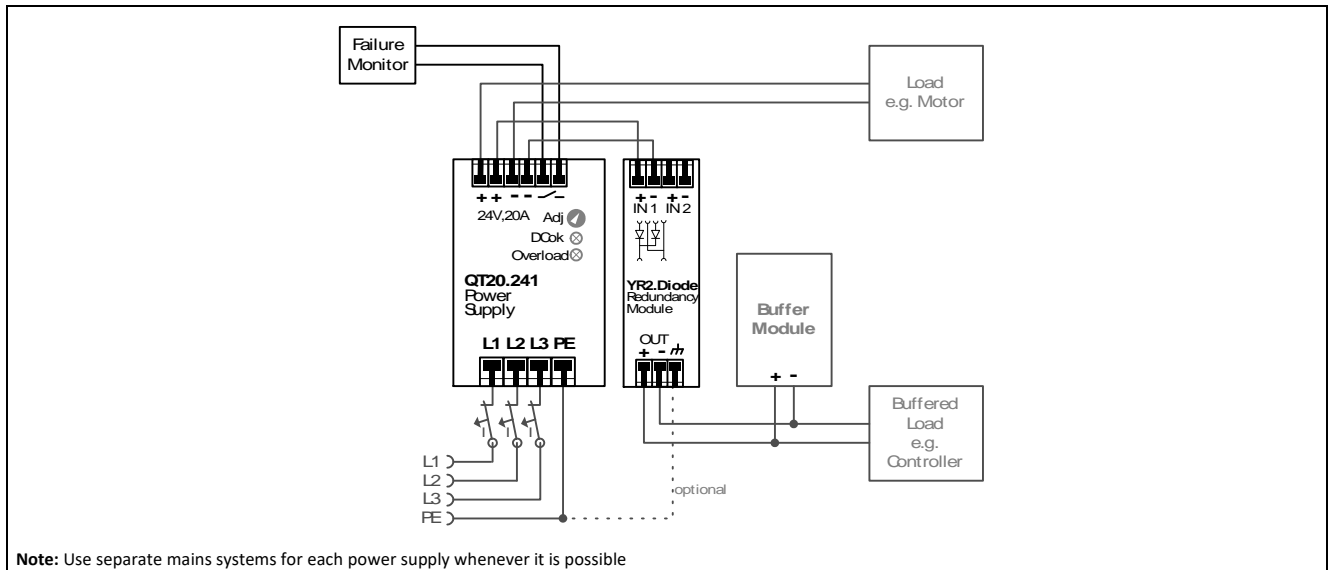 Failure
Monitor
Load
e.g. Motor
+ + - -
24V,20A
Adj
DCok
Overload
QT20.241
Power
Supply
L1 L2 L3 PE
+ - + -
IN 1 IN 2
YR2.Diode
Redundancy
Module
OUT
+ -
Buffer
Module
+ -
Buffered
Load
e.g.
Controller
L1
L2
L3
PE
optional
I
I
I
Note: Use separate mains systems for each power supply whenever it is possible